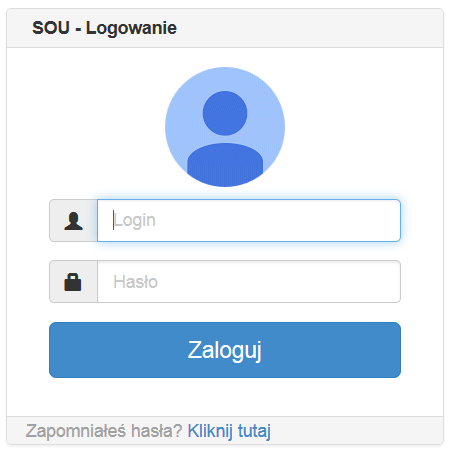 SOU - Logowanie
Login
Hasło
Zaloguj
Zapomniałeś hasła? Kliknij tutaj